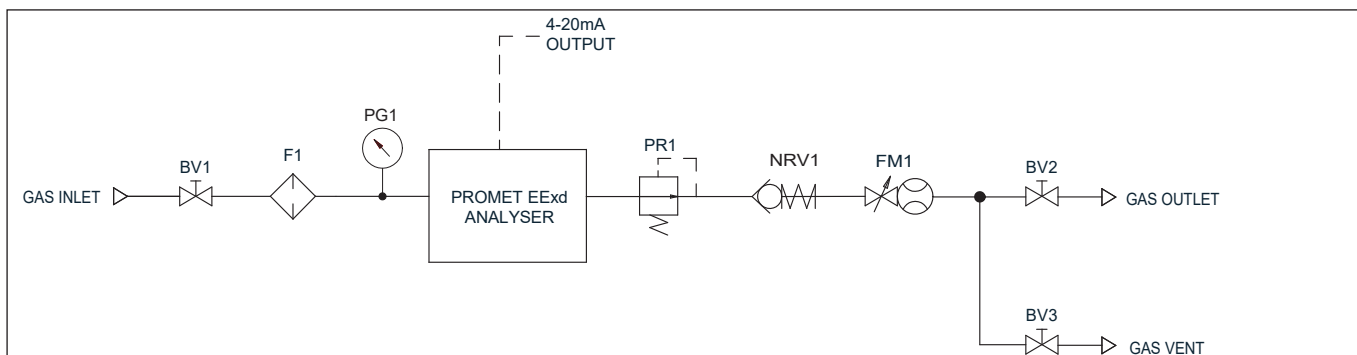 4-20mA
OUTPUT
PG1
BV1
F1
PR1
NRV1
FM1
BV2
GAS INLET
PROMET EExd
ANALYSER
GAS OUTLET
BV3
GAS VENT